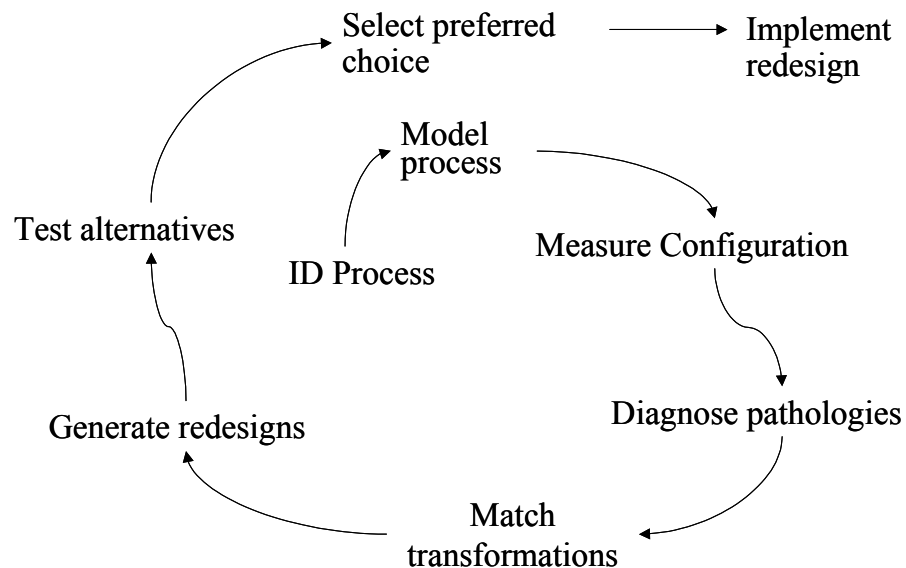 Select preferred
choice
Implement
redesign
Model
process
Test alternatives
ID Process
Measure Configuration
Generate redesigns
Diagnose pathologies
Match
transformations